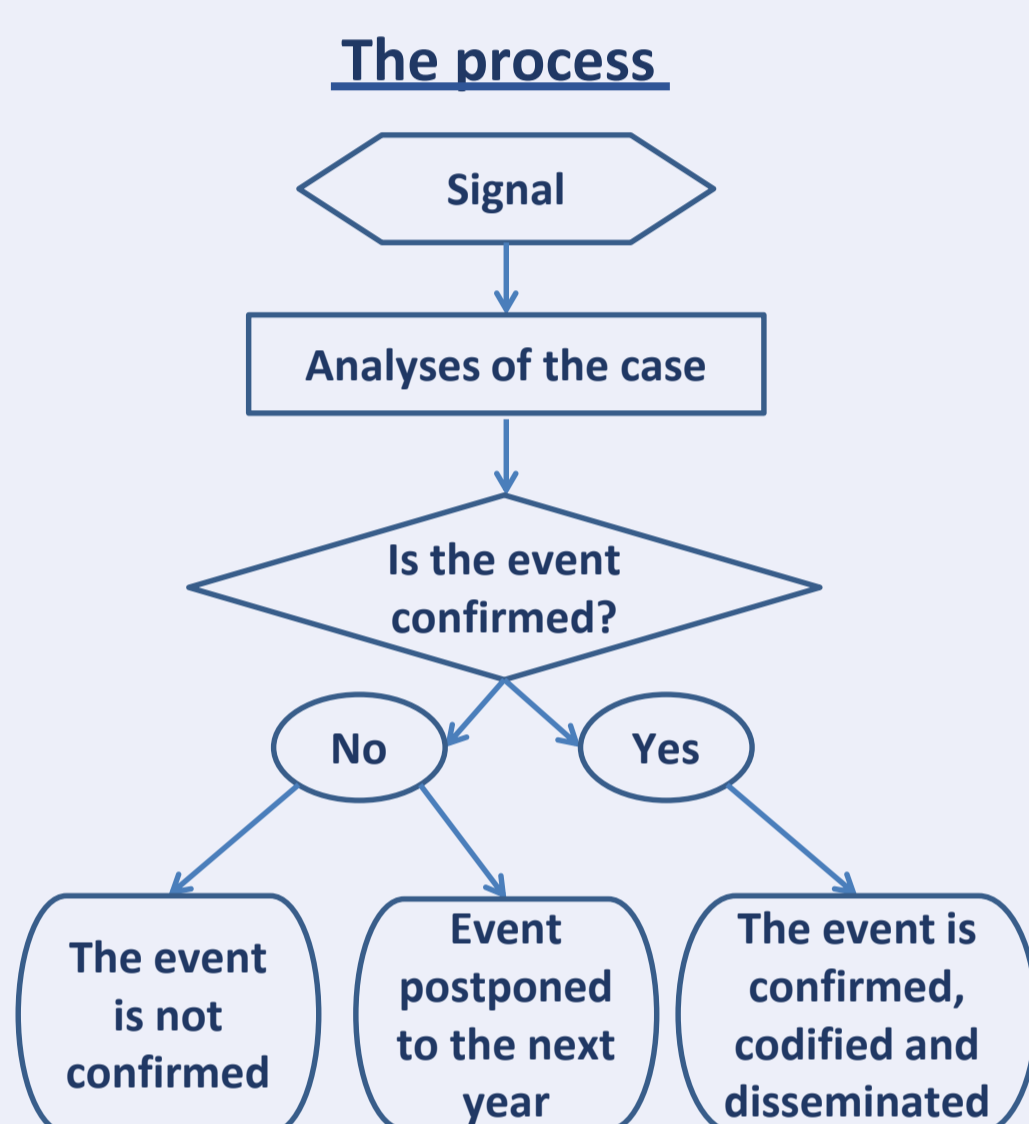 The process
Signal
Analyses of the case
Is the event
confirmed?
No
Yes
The event
is not
confirmed
Event
postponed
to the next
year
The event is
confirmed,
codified and
disseminated